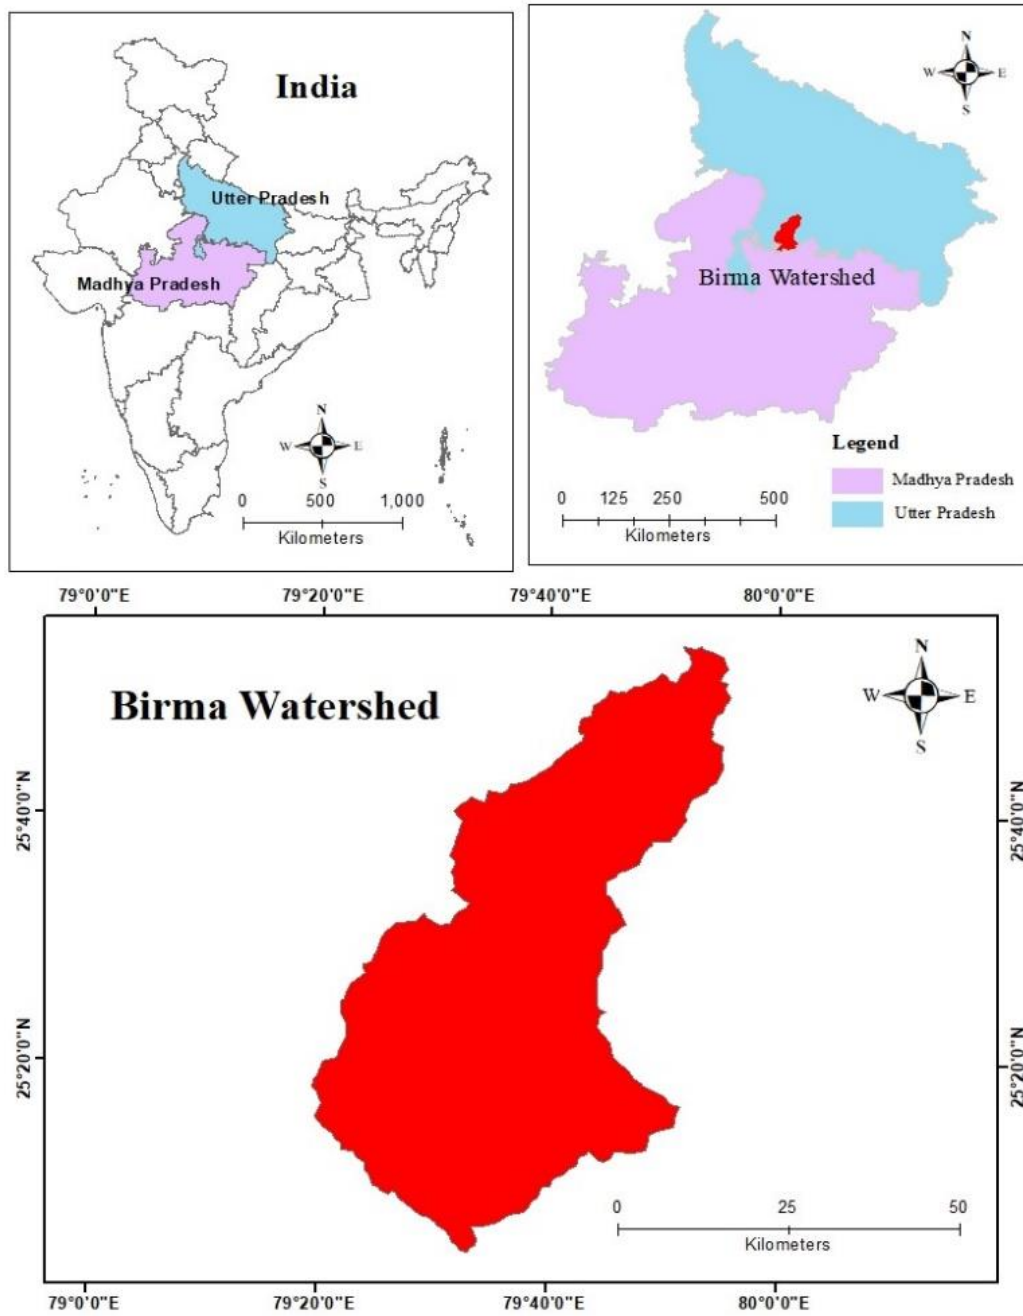 India
Utter Pradesh
Madhya Pradesh
N
W E
S
0 500 1,000
Kilometers
N
W E
S
Birma Watershed
Legend
Madhya Pradesh
Utter Pradesh
0 125 250 500
Kilometers
79°0'0"E 79°20'0"E 79°40'0"E 80°0'0"E
Birma Watershed
N
W E
S
25°40'0"N 25°40'0"N
25°20'0"N 25°20'0"N
0 25 50
Kilometers
79°0'0"E 79°20'0"E 79°40'0"E 80°0'0"E